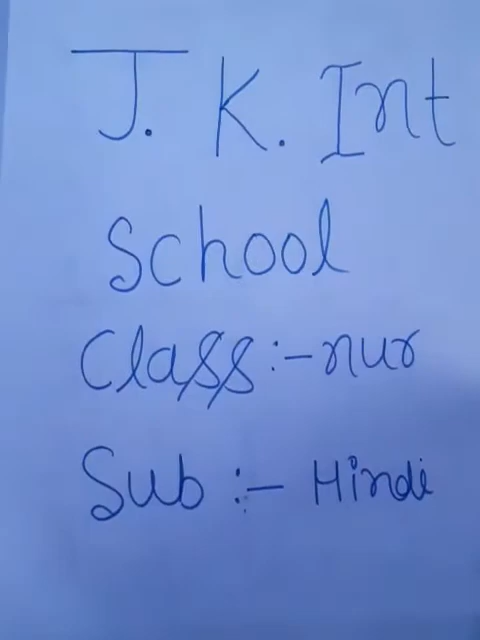 J. K. Int
School
Class:- nur
Sub :- Hindi